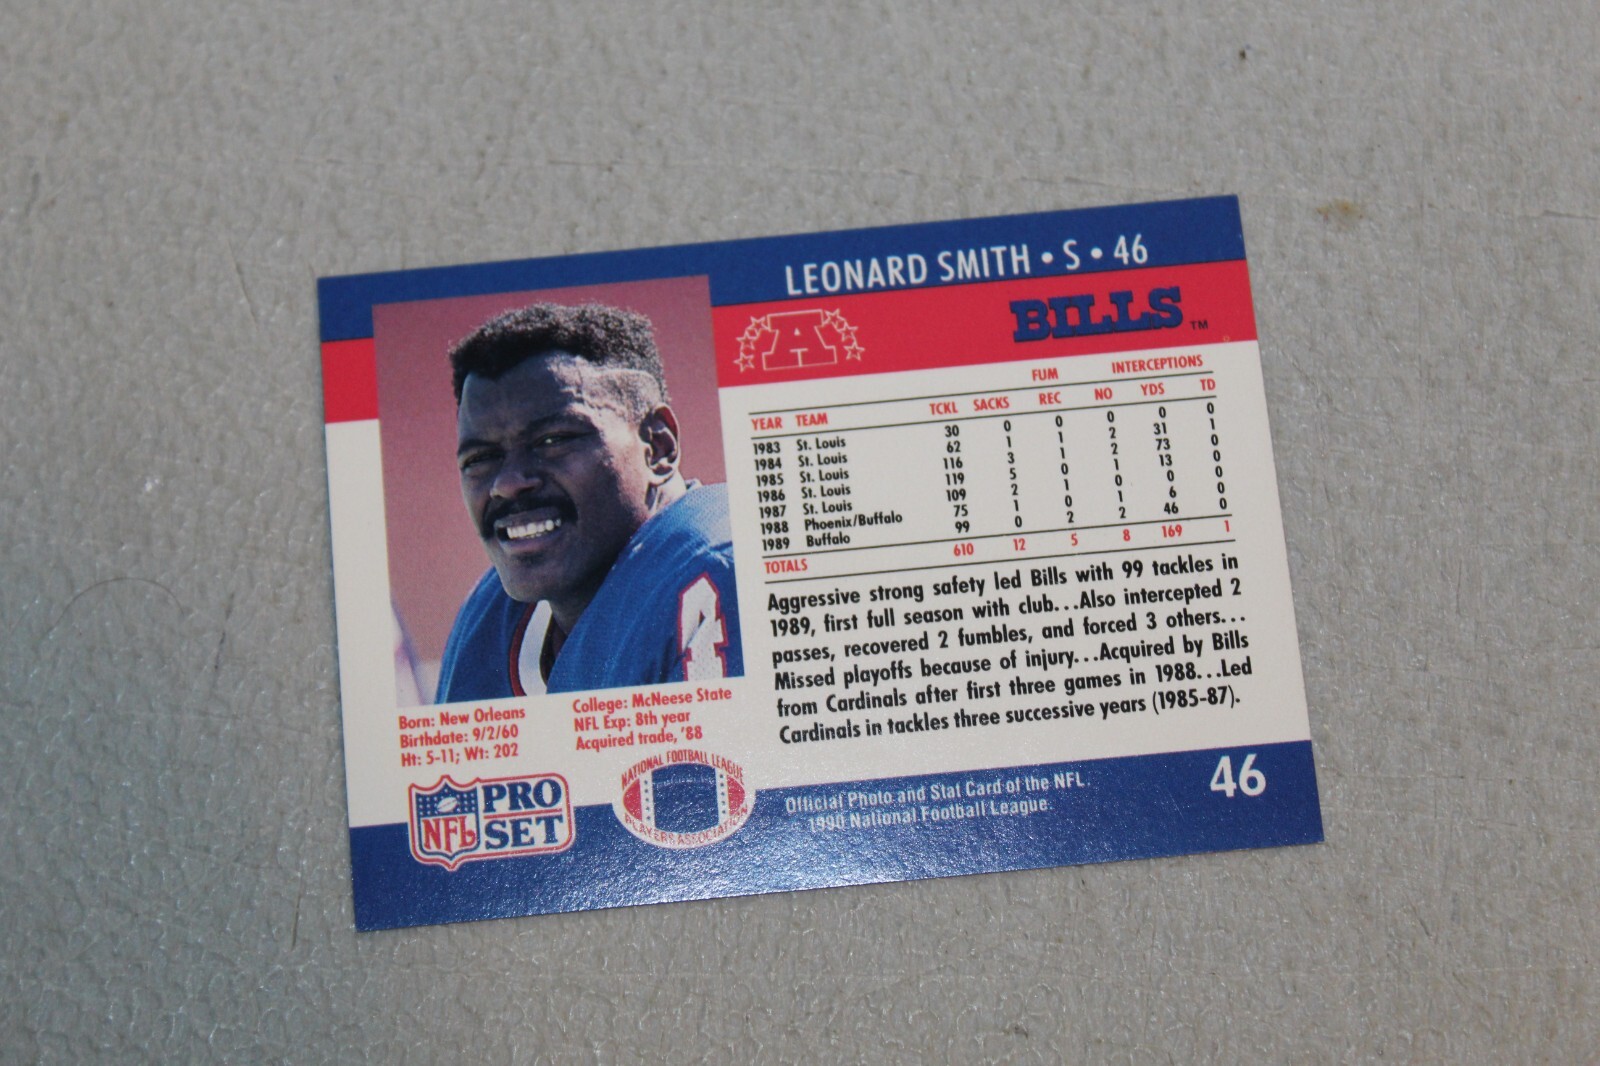 LEONARD SMITH • S • 46
A
BILLS TM
FUM INTERCEPTIONS
YEAR TEAM TCKL SACKS REC NO YDS TD
1983 St. Louis 30 0 0 0 0 0
1984 St. Louis 62 1 1 2 31 1
1985 St. Louis 116 3 1 2 73 0
1986 St. Louis 119 5 0 1 13 0
1987 St. Louis 109 2 1 0 0 0
1988 Phoenix/Buffalo 75 1 0 1 6 0
1989 Buffalo 99 0 2 2 46 0
TOTALS 610 12 5 8 169 1
Aggressive strong safety led Bills with 99 tackles in
1989, first full season with club...Also intercepted 2
passes, recovered 2 fumbles, and forced 3 others...
Missed playoffs because of injury...Acquired by Bills
from Cardinals after first three games in 1988...Led
Cardinals in tackles three successive years (1985-87).
4
Born: New Orleans
Birthdate: 9/2/60
Ht: 5-11; Wt: 202
College: McNeese State
NFL Exp: 8th year
Acquired trade, '88
NFL PRO SET
NATIONAL FOOTBALL LEAGUE
PLAYERS ASSOCIATION
Official Photo and Stat Card of the NFL.
1990 National Football League.
46